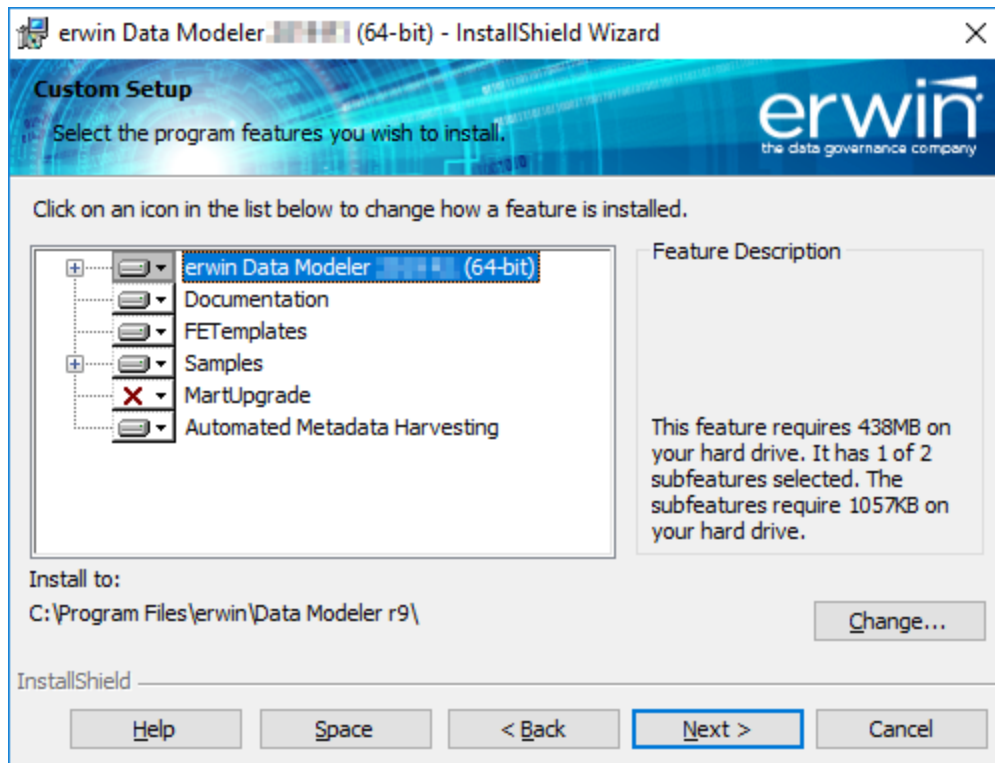 erwin Data Modeler (64-bit) - InstallShield Wizard
Custom Setup
Select the program features you wish to install.
erwin
the data governance company
Click on an icon in the list below to change how a feature is installed.
erwin Data Modeler (64-bit)
Documentation
FETemplates
Samples
MartUpgrade
Automated Metadata Harvesting
Feature Description
This feature requires 438MB on
your hard drive. It has 1 of 2
subfeatures selected. The
subfeatures require 1057KB on
your hard drive.
Install to:
C:\Program Files\erwin\Data Modeler r9\
Change...
InstallShield
Help
Space
< Back
Next >
Cancel